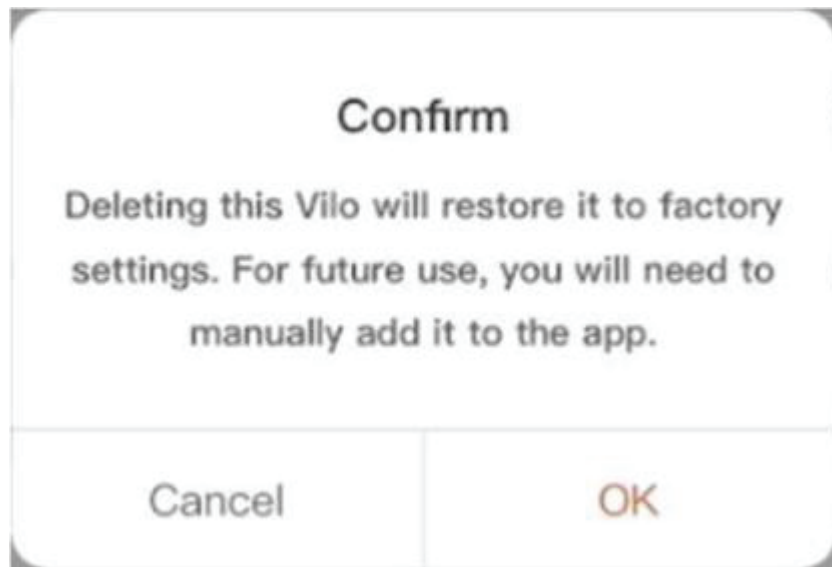 Confirm
Deleting this Vilo will restore it to factory
settings. For future use, you will need to
manually add it to the app.
Cancel
OK